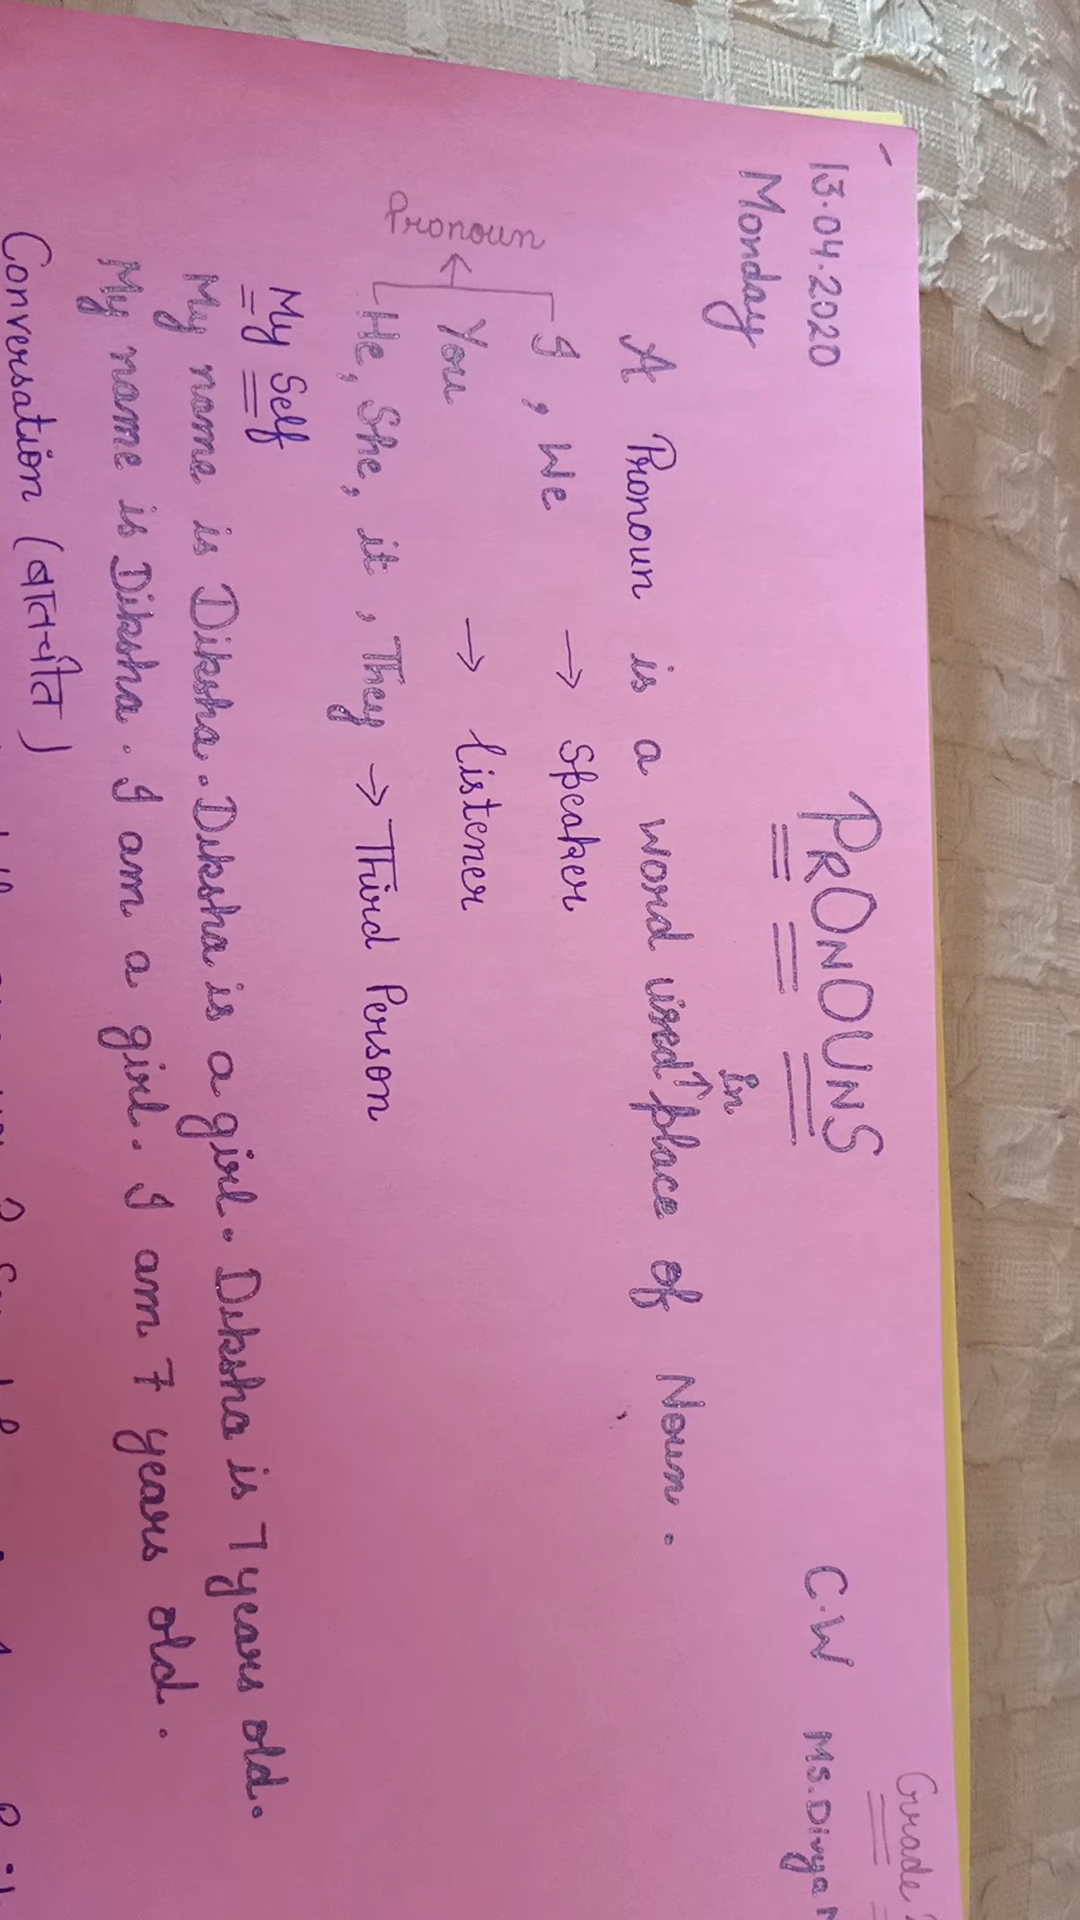 Grade
13.04.2020 C.W Ms. Divya
Monday
PRONOUNS
In
A Pronoun is a word used ↑ place of Noun.
I, We → Speaker
Pronoun ← You → listener
He, She, it, They → Third Person
My Self
My name is Diksha. Diksha is a girl. Diksha is 7 years old.
My name is Diksha. I am a girl. I am 7 years old.
Conversation (बातचीत)